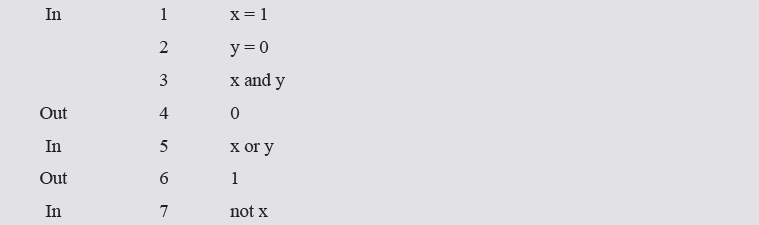 In 1 x = 1
2 y = 0
3 x and y
Out 4 0
In 5 x or y
Out 6 1
In 7 not x